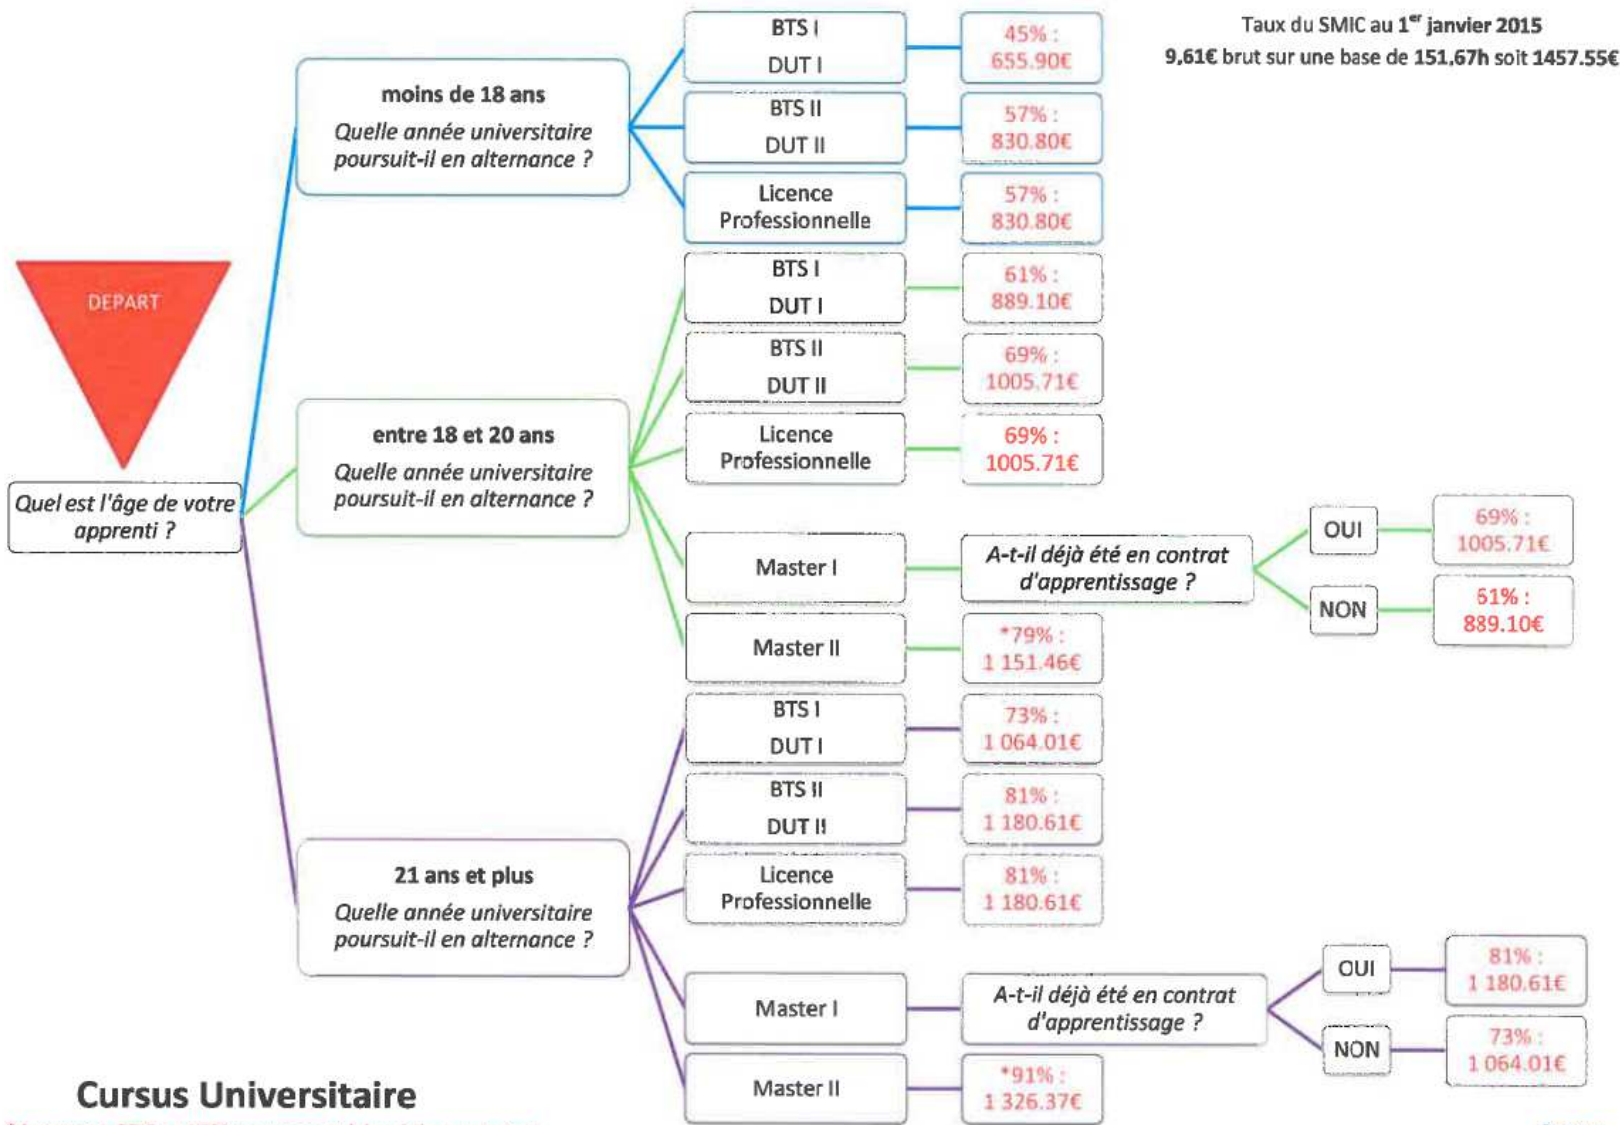 Taux du SMIC au 1er janvier 2015
9,61€ brut sur une base de 151,67h soit 1457.55€
DEPART
Quel est l'âge de votre
apprenti ?
moins de 18 ans
Quelle année universitaire
poursuit-il en alternance ?
BTS I
DUT I
45% :
655.90€
BTS II
DUT II
57% :
830.80€
Licence
Professionnelle
57% :
830.80€
entre 18 et 20 ans
Quelle année universitaire
poursuit-il en alternance ?
BTS I
DUT I
61% :
889.10€
BTS II
DUT II
69% :
1005.71€
Licence
Professionnelle
69% :
1005.71€
Master I
A-t-il déjà été en contrat
d'apprentissage ?
OUI
69% :
1005.71€
NON
61% :
889.10€
Master II
*79% :
1 151.46€
21 ans et plus
Quelle année universitaire
poursuit-il en alternance ?
BTS I
DUT I
73% :
1 064.01€
BTS II
DUT II
81% :
1 180.61€
Licence
Professionnelle
81% :
1 180.61€
Master I
A-t-il déjà été en contrat
d'apprentissage ?
OUI
81% :
1 180.61€
NON
73% :
1 064.01€
Master II
*91% :
1 326.37€
Cursus Universitaire